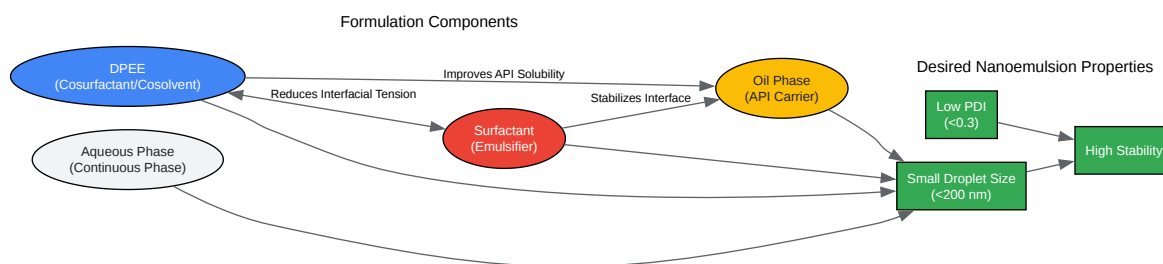 Formulation Components
DPEE
(Cosurfactant/Cosolvent)
Improves API Solubility
Reduces Interfacial Tension
Stabilizes Interface
Oil Phase
(API Carrier)
Surfactant
(Emulsifier)
Aqueous Phase
(Continuous Phase)
Desired Nanoemulsion Properties
Low PDI
(<0.3)
High Stability
Small Droplet Size
(<200 nm)